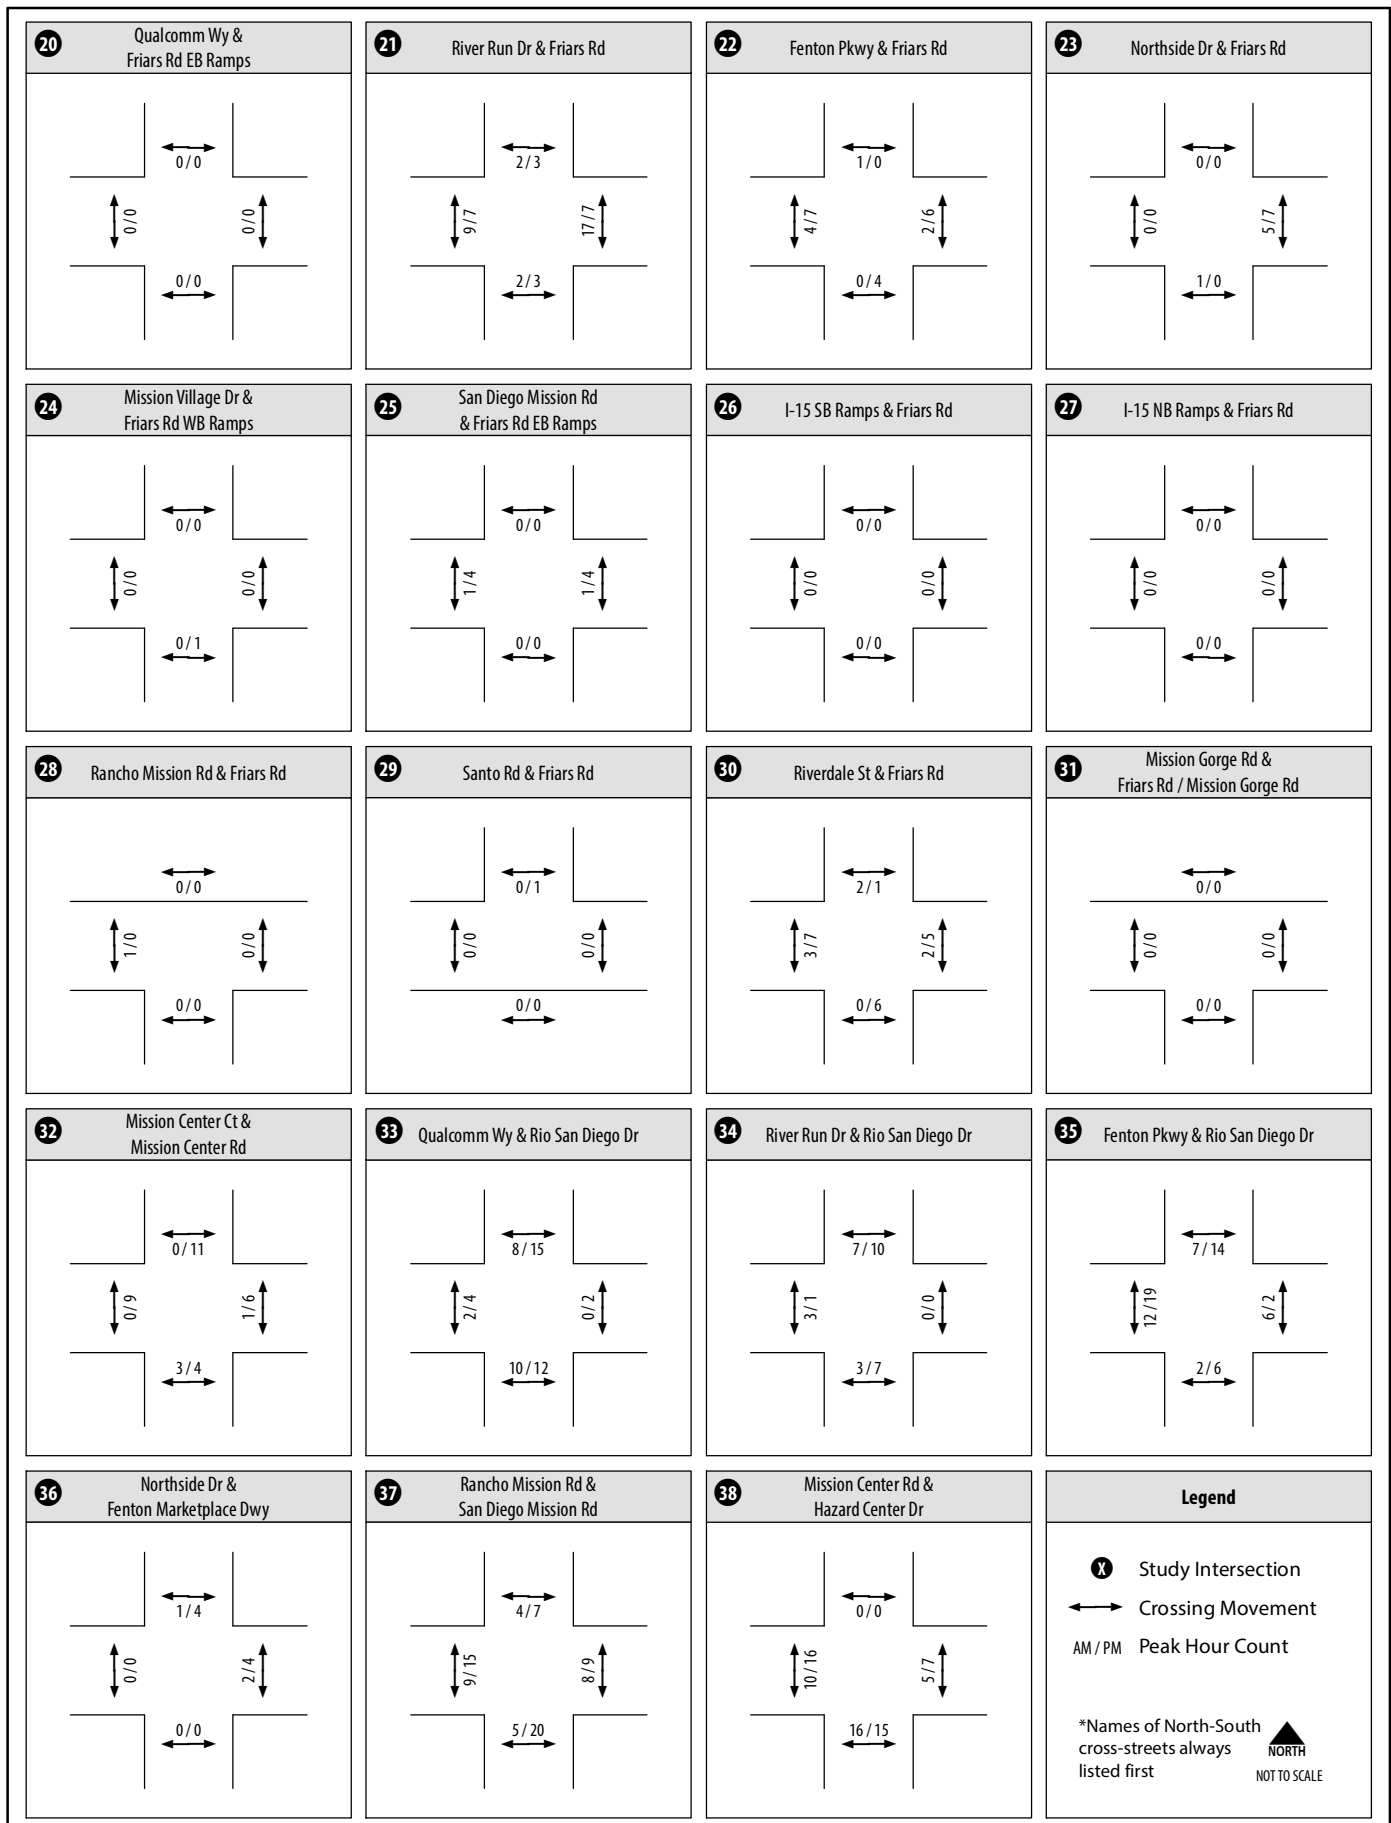 20
Qualcomm Wy &
Friars Rd EB Ramps
0 / 0
0 / 0
0 / 0
0 / 0
21
River Run Dr & Friars Rd
2 / 3
9 / 7
17 / 7
2 / 3
22
Fenton Pkwy & Friars Rd
1 / 0
4 / 7
2 / 6
0 / 4
23
Northside Dr & Friars Rd
0 / 0
0 / 0
5 / 7
1 / 0
24
Mission Village Dr &
Friars Rd WB Ramps
0 / 0
0 / 0
0 / 0
0 / 1
25
San Diego Mission Rd
& Friars Rd EB Ramps
0 / 0
1 / 4
1 / 4
0 / 0
26
I-15 SB Ramps & Friars Rd
0 / 0
0 / 0
0 / 0
0 / 0
27
I-15 NB Ramps & Friars Rd
0 / 0
0 / 0
0 / 0
0 / 0
28
Rancho Mission Rd & Friars Rd
0 / 0
1 / 0
0 / 0
0 / 0
29
Santo Rd & Friars Rd
0 / 1
0 / 0
0 / 0
0 / 0
30
Riverdale St & Friars Rd
2 / 1
3 / 7
2 / 5
0 / 6
31
Mission Gorge Rd &
Friars Rd / Mission Gorge Rd
0 / 0
0 / 0
0 / 0
0 / 0
32
Mission Center Ct &
Mission Center Rd
0 / 11
0 / 9
1 / 6
3 / 4
33
Qualcomm Wy & Rio San Diego Dr
8 / 15
2 / 4
0 / 2
10 / 12
34
River Run Dr & Rio San Diego Dr
7 / 10
3 / 1
0 / 0
3 / 7
35
Fenton Pkwy & Rio San Diego Dr
7 / 14
12 / 19
6 / 2
2 / 6
36
Northside Dr &
Fenton Marketplace Dwy
1 / 4
0 / 0
2 / 4
0 / 0
37
Rancho Mission Rd &
San Diego Mission Rd
4 / 7
9 / 15
8 / 9
5 / 20
38
Mission Center Rd &
Hazard Center Dr
0 / 0
10 / 16
5 / 7
16 / 15
Legend
X Study Intersection
Crossing Movement
AM / PM Peak Hour Count
*Names of North-South
cross-streets always
listed first
NORTH
NOT TO SCALE